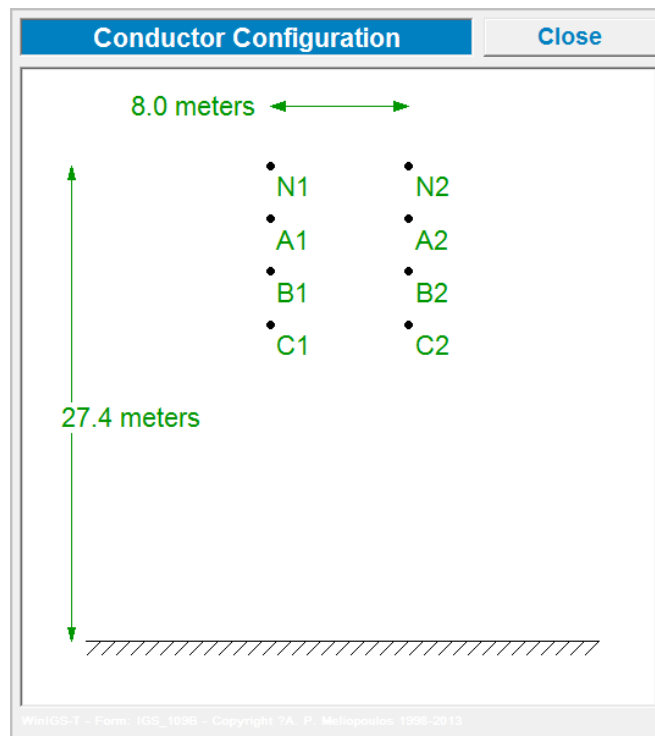 Conductor Configuration Close
8.0 meters
N1 N2
A1 A2
B1 B2
C1 C2
27.4 meters
WinIGS-T - Form: IGS_109B - Copyright ?A. P. Meliopoulos 1998-2013